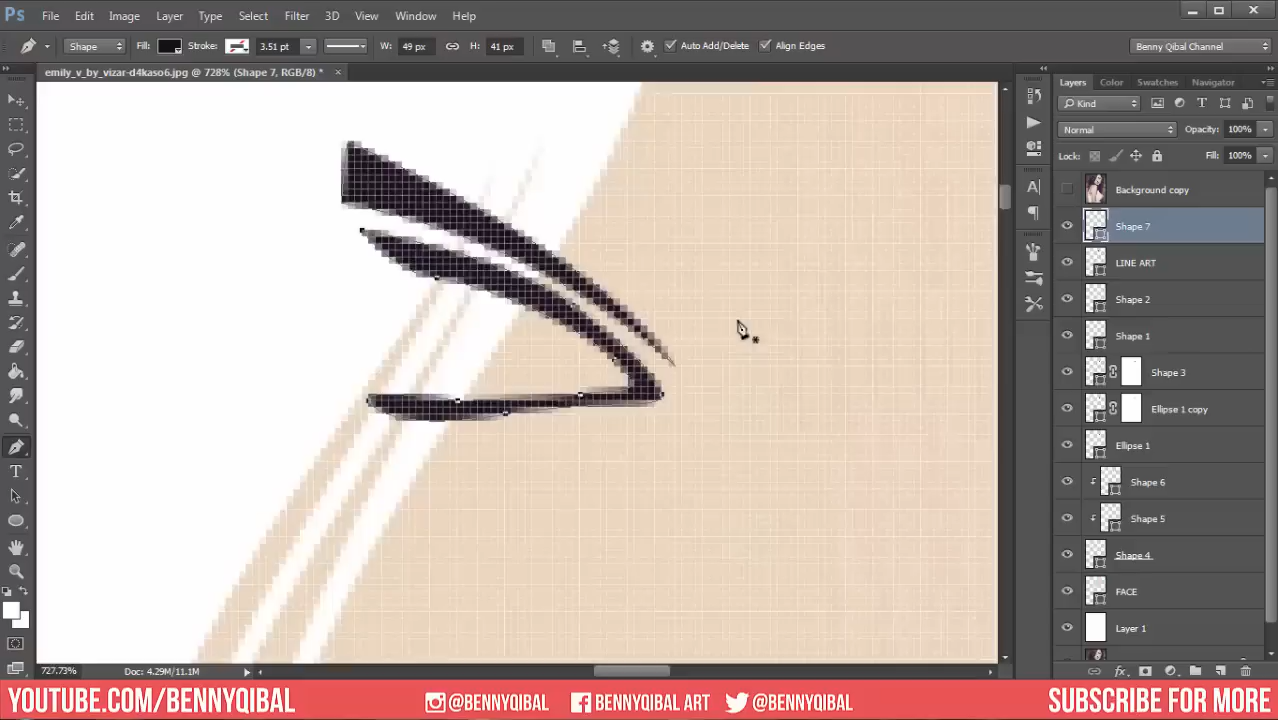 Ps File Edit Image Layer Type Select Filter 3D View Window Help
Shape Fill: Stroke: 3.51 pt W: 49 px H: 41 px Auto Add/Delete Align Edges Benny Qibal Channel
emily_v_by_vizar-d4kaso6.jpg @ 728% (Shape 7, RGB/8) * ×
Layers Color Swatches Navigator
Kind
Normal Opacity: 100%
Lock: Fill: 100%
Background copy
Shape 7
LINE ART
Shape 2
Shape 1
Shape 3
Ellipse 1 copy
Ellipse 1
Shape 6
Shape 5
Shape 4
FACE
Layer 1
727.73% Doc: 4.29M/11.1M
YOUTUBE.COM/BENNYQIBAL @BENNYQIBAL BENNYQIBAL ART @BENNYQIBAL SUBSCRIBE FOR MORE